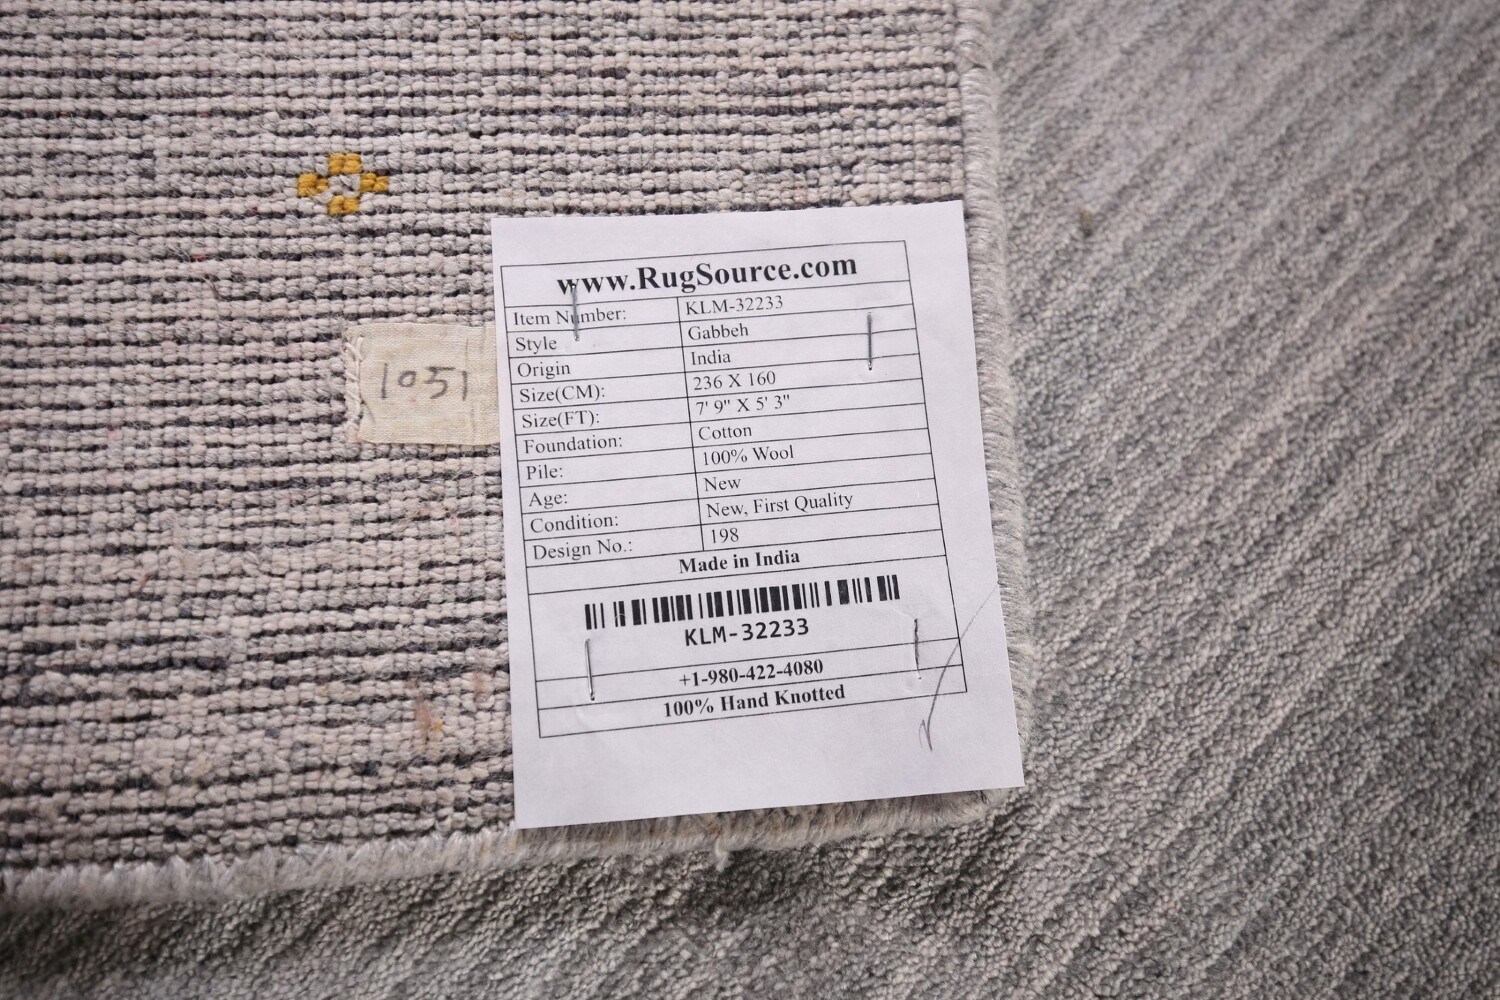 www.RugSource.com
Item Number: KLM-32233
Style Gabbeh
Origin India
Size(CM): 236 X 160
Size(FT): 7' 9" X 5' 3"
Foundation: Cotton
Pile: 100% Wool
Age: New
Condition: New, First Quality
Design No.: 198
Made in India
KLM-32233
+1-980-422-4080
100% Hand Knotted
1051